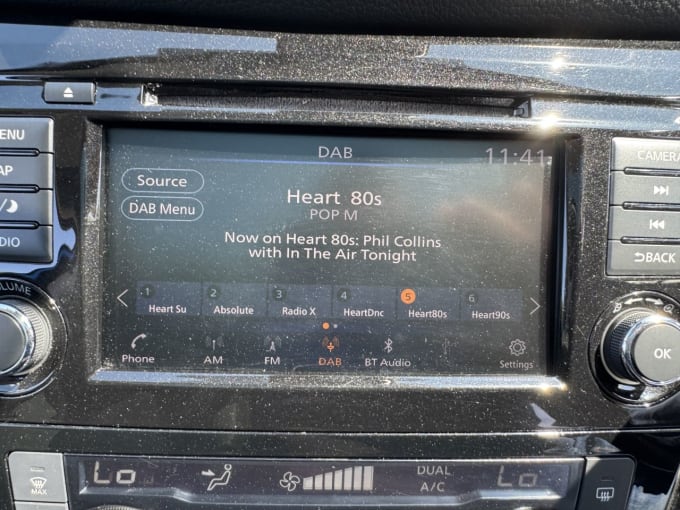 DAB
11:41
MENU
Source
Heart 80s
CAMERA
DAB Menu
POP M
Now on Heart 80s: Phil Collins
with In The Air Tonight
BACK
VOLUME
1 2 3 4 5 6
Heart Su Absolute Radio X HeartDnc Heart80s Heart90s
Phone AM FM DAB BT Audio Settings
OK
Lo DUAL Lo
MAX A/C